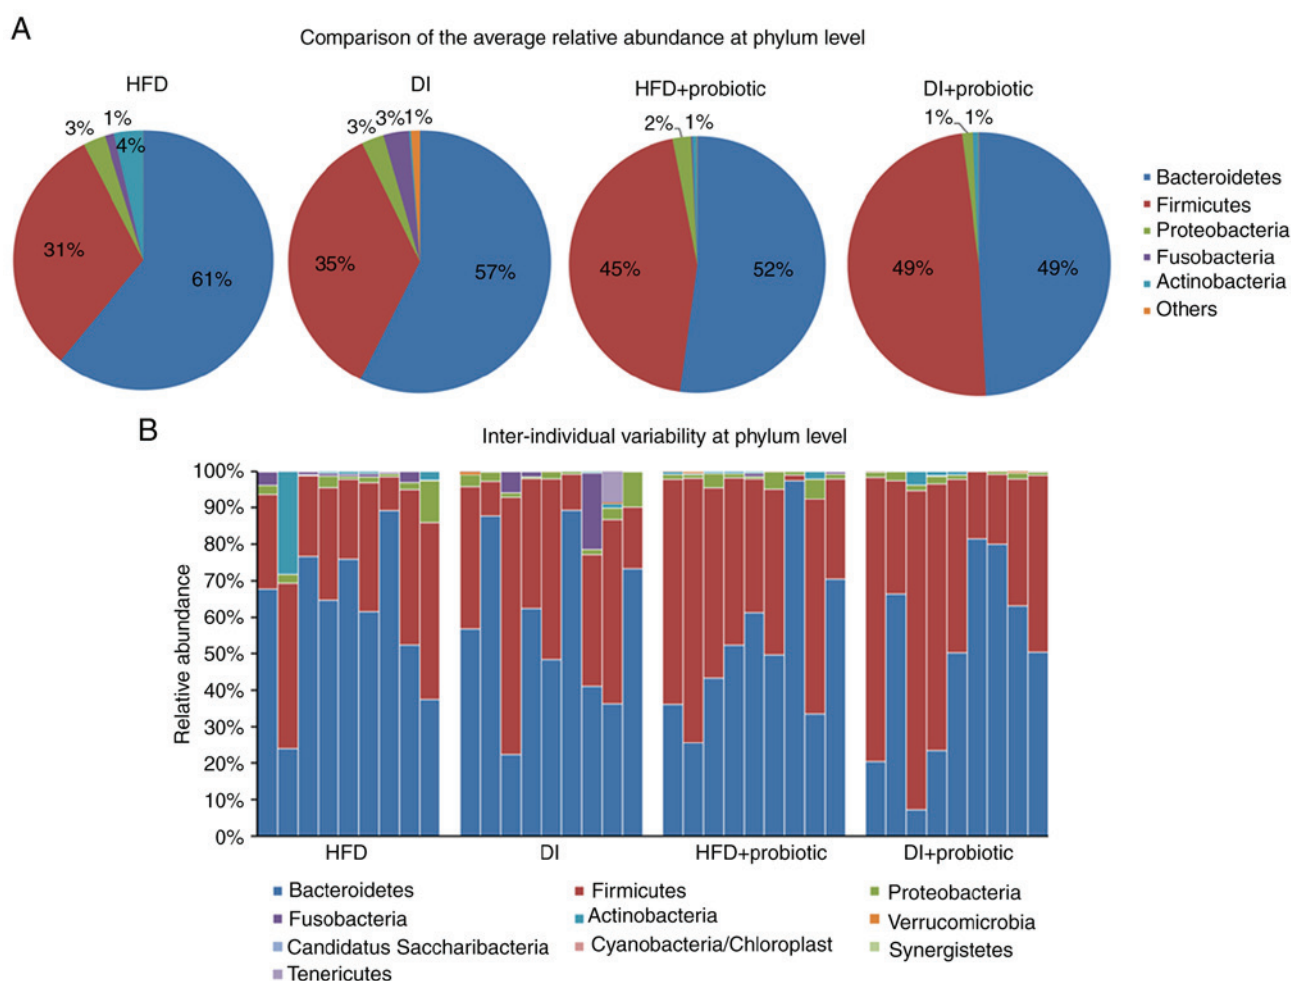 A
Comparison of the average relative abundance at phylum level
HFD
DI
HFD+probiotic
DI+probiotic
3%
1%
4%
31%
61%
3%
3%
1%
35%
57%
2%
1%
45%
52%
1%
1%
49%
49%
Bacteroidetes
Firmicutes
Proteobacteria
Fusobacteria
Actinobacteria
Others
B
Inter-individual variability at phylum level
Relative abundance
100%
90%
80%
70%
60%
50%
40%
30%
20%
10%
0%
HFD
DI
HFD+probiotic
DI+probiotic
Bacteroidetes
Firmicutes
Proteobacteria
Fusobacteria
Actinobacteria
Verrucomicrobia
Candidatus Saccharibacteria
Cyanobacteria/Chloroplast
Synergistetes
Tenericutes